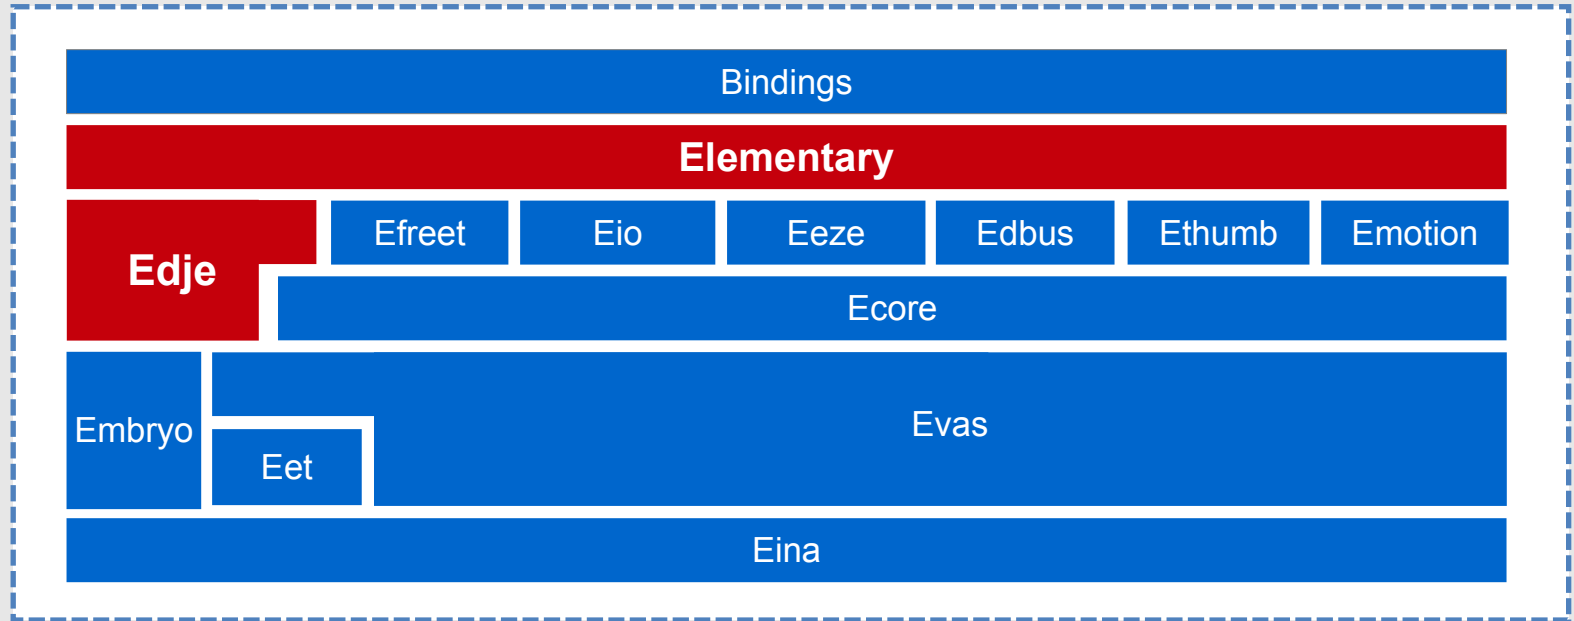 Bindings
Elementary
Edje
Efreet
Eio
Eeze
Edbus
Ethumb
Emotion
Ecore
Embryo
Eet
Evas
Eina